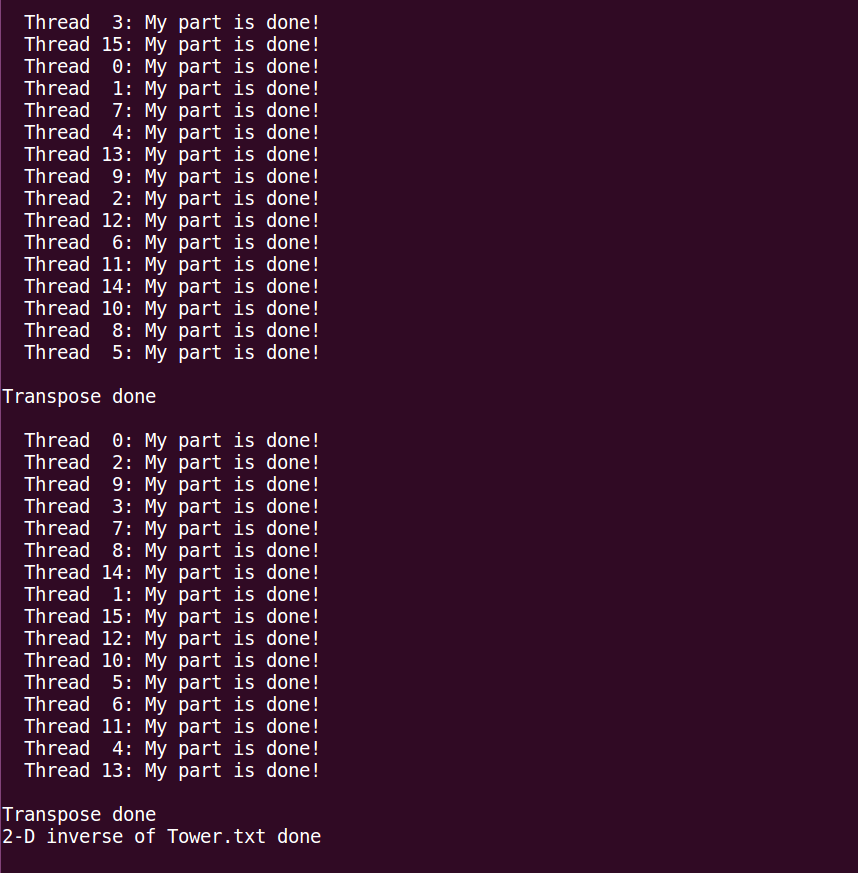 Thread  3: My part is done!
Thread 15: My part is done!
Thread  0: My part is done!
Thread  1: My part is done!
Thread  7: My part is done!
Thread  4: My part is done!
Thread 13: My part is done!
Thread  9: My part is done!
Thread  2: My part is done!
Thread 12: My part is done!
Thread  6: My part is done!
Thread 11: My part is done!
Thread 14: My part is done!
Thread 10: My part is done!
Thread  8: My part is done!
Thread  5: My part is done!
Transpose done
Thread  0: My part is done!
Thread  2: My part is done!
Thread  9: My part is done!
Thread  3: My part is done!
Thread  7: My part is done!
Thread  8: My part is done!
Thread 14: My part is done!
Thread  1: My part is done!
Thread 15: My part is done!
Thread 12: My part is done!
Thread 10: My part is done!
Thread  5: My part is done!
Thread  6: My part is done!
Thread 11: My part is done!
Thread  4: My part is done!
Thread 13: My part is done!
Transpose done
2-D inverse of Tower.txt done